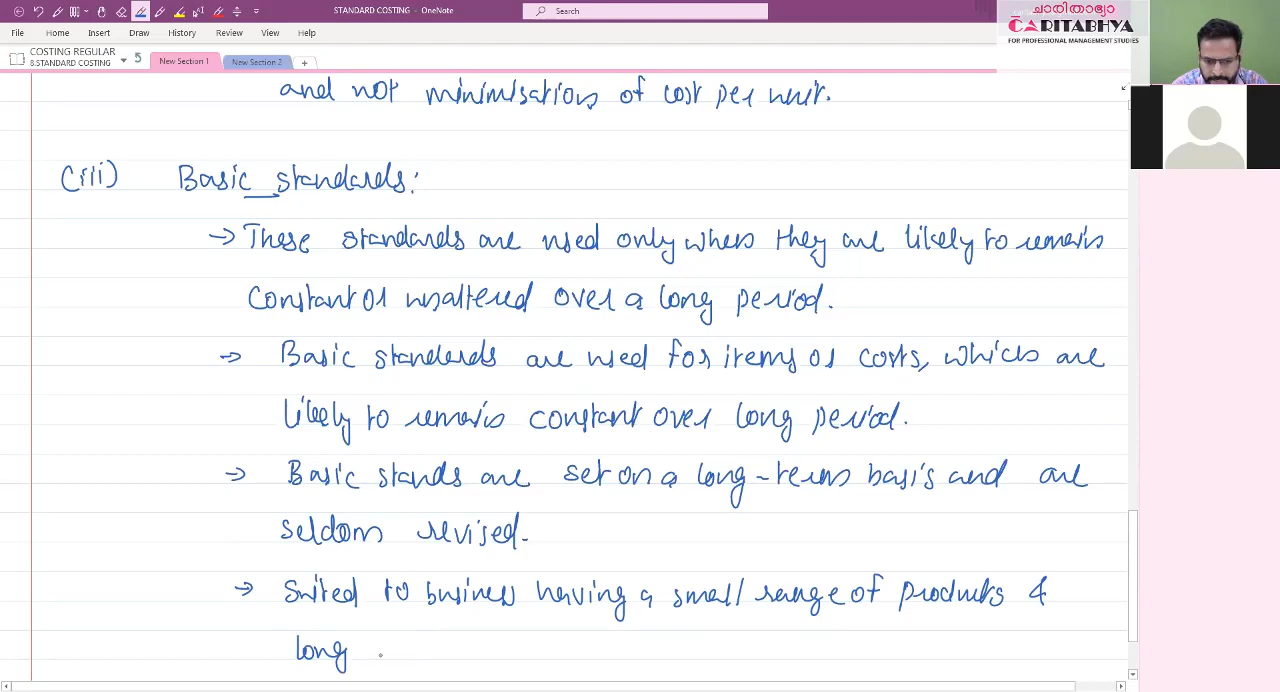 STANDARD COSTING - OneNote
Search
ചാരിതാഭ്യാ
CARITABHYA
FOR PROFESSIONAL MANAGEMENT STUDIES
File Home Insert Draw History Review View Help
COSTING REGULAR
8.STANDARD COSTING
5
New Section 1
New Section 2
+
and not minimisation of cost per unit.
(iii) Basic standards:
→ These standards are used only when they are likely to remain
constant or unaltered over a long period.
→ Basic standards are used for items of costs, which are
likely to remain constant over long period.
→ Basic stands are set on a long-term basis and are
seldom revised.
→ Suited to business having a small range of products &
long